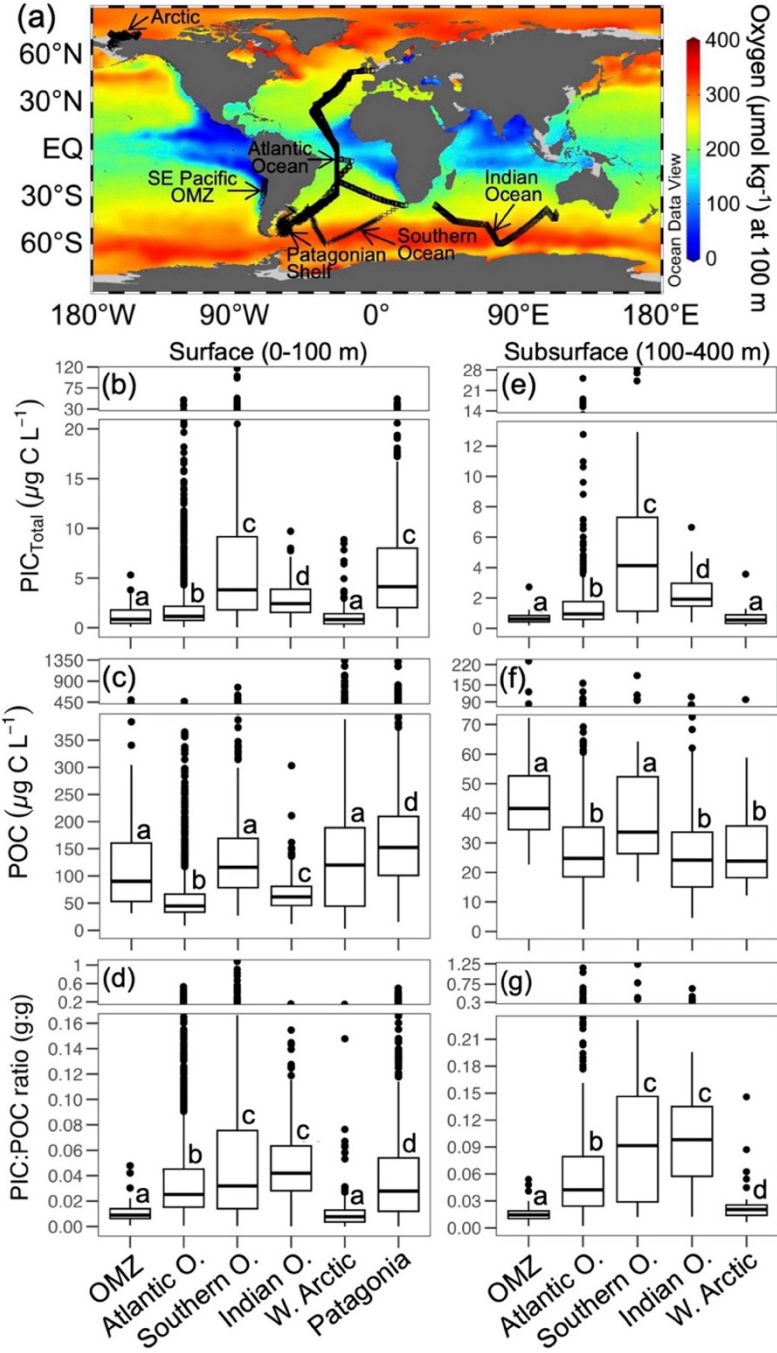 (a)
Arctic
60°N
30°N
EQ
30°S
60°S
Atlantic
Ocean
SE Pacific
OMZ
Indian
Ocean
Southern
Ocean
Patagonian
Shelf
180°W
90°W
0°
90°E
180°E
Ocean Data View
400
300
200
100
0
Oxygen (μmol kg⁻¹) at 100 m
Surface (0-100 m)
Subsurface (100-400 m)
(b)
120
75
30
20
15
10
5
0
PIC_Total (μg C L⁻¹)
a
b
c
d
a
c
(e)
28
21
14
12
10
8
6
4
2
0
a
b
c
d
a
(c)
1350
900
450
350
300
250
200
150
100
50
0
POC (μg C L⁻¹)
a
b
a
c
a
d
(f)
220
150
90
70
60
50
40
30
20
10
0
a
b
a
b
b
(d)
1
0.6
0.2
0.16
0.14
0.12
0.10
0.08
0.06
0.04
0.02
0.00
PIC:POC ratio (g:g)
a
b
c
c
a
d
(g)
1.25
0.75
0.3
0.21
0.18
0.15
0.12
0.09
0.06
0.03
0.00
a
b
c
c
d
OMZ
Atlantic O.
Southern O.
Indian O.
W. Arctic
Patagonia
OMZ
Atlantic O.
Southern O.
Indian O.
W. Arctic